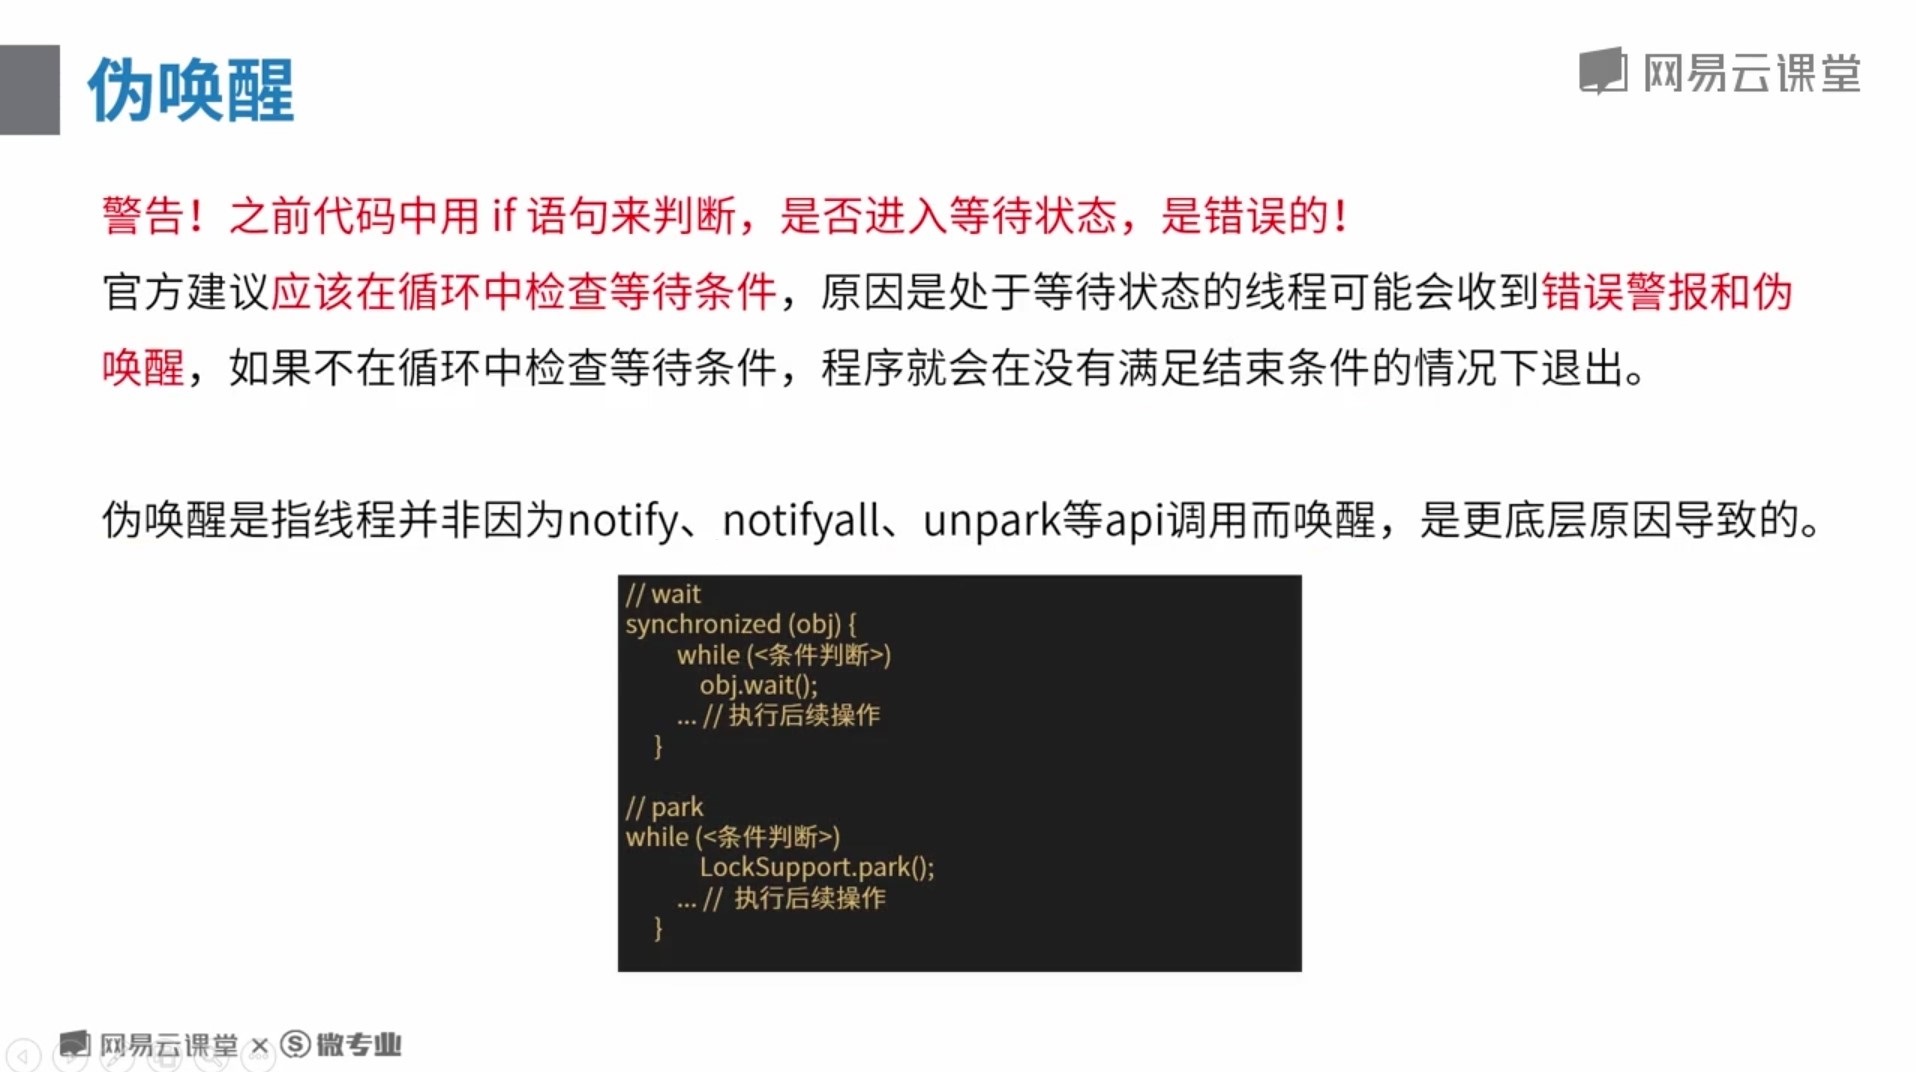 伪唤醒
网易云课堂
警告！之前代码中用 if 语句来判断，是否进入等待状态，是错误的！
官方建议应该在循环中检查等待条件，原因是处于等待状态的线程可能会收到错误警报和伪
唤醒，如果不在循环中检查等待条件，程序就会在没有满足结束条件的情况下退出。
伪唤醒是指线程并非因为notify、notifyall、unpark等api调用而唤醒，是更底层原因导致的。
// wait
synchronized (obj) {
while (<条件判断>)
obj.wait();
... // 执行后续操作
}
// park
while (<条件判断>)
LockSupport.park();
... // 执行后续操作
}
网易云课堂 × Ⓢ 微专业